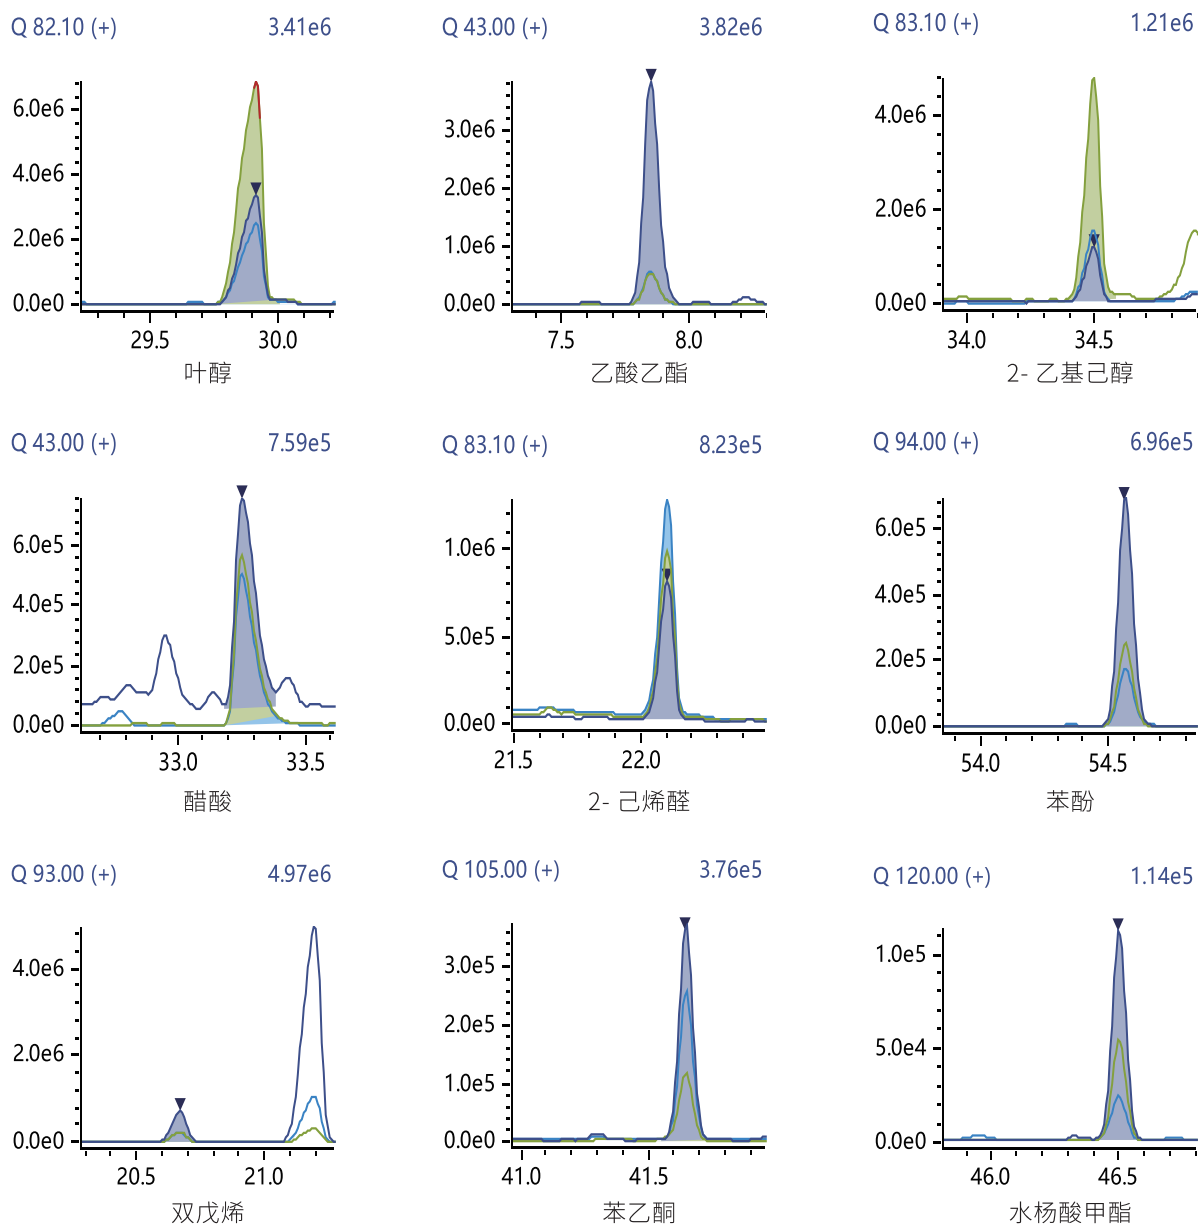 Q 82.10 (+) 3.41e6
6.0e6
4.0e6
2.0e6
0.0e0
29.5 30.0
叶醇
Q 43.00 (+) 3.82e6
3.0e6
2.0e6
1.0e6
0.0e0
7.5 8.0
乙酸乙酯
Q 83.10 (+) 1.21e6
4.0e6
2.0e6
0.0e0
34.0 34.5
2- 乙基己醇
Q 43.00 (+) 7.59e5
6.0e5
4.0e5
2.0e5
0.0e0
33.0 33.5
醋酸
Q 83.10 (+) 8.23e5
1.0e6
5.0e5
0.0e0
21.5 22.0
2- 己烯醛
Q 94.00 (+) 6.96e5
6.0e5
4.0e5
2.0e5
0.0e0
54.0 54.5
苯酚
Q 93.00 (+) 4.97e6
4.0e6
2.0e6
0.0e0
20.5 21.0
双戊烯
Q 105.00 (+) 3.76e5
3.0e5
2.0e5
1.0e5
0.0e0
41.0 41.5
苯乙酮
Q 120.00 (+) 1.14e5
1.0e5
5.0e4
0.0e0
46.0 46.5
水杨酸甲酯